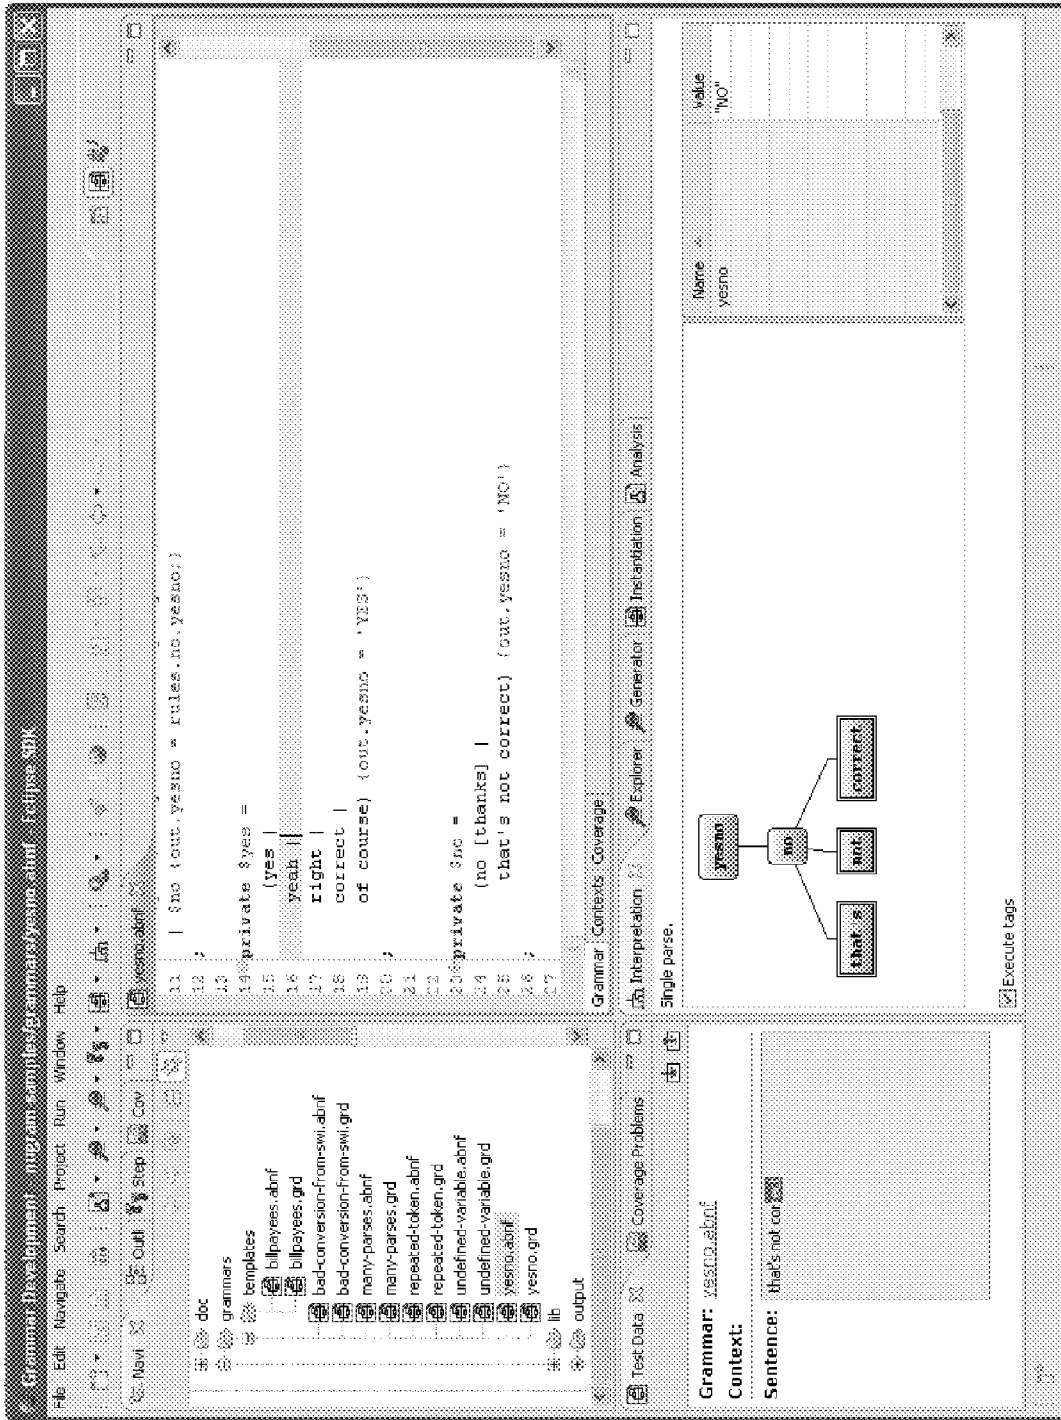 Grammar Development - nugram-samples/grammars/yesno.abnf - Eclipse SDK
File Edit Navigate Search Project Run Window Help
Navi Outli Step Cov
doc
grammars
templates
billpayees.abnf
billpayees.grd
bad-conversion-from-swi.abnf
bad-conversion-from-swi.grd
many-parses.abnf
many-parses.grd
repeated-token.abnf
repeated-token.grd
undefined-variable.abnf
undefined-variable.grd
yesno.abnf
yesno.grd
lib
output
yesno.abnf
11 | $no {out.yesno = rules.no.yesno;}
12 ;
13
14 private $yes =
15 (yes |
16 yeah |
17 right |
18 correct |
19 of course) {out.yesno = 'YES'}
20 ;
21
22
23 private $no =
24 (no [thanks] |
25 that's not correct) {out.yesno = 'NO'}
26 ;
27
Grammar Contexts Coverage
Test Data Coverage Problems
Grammar: yesno.abnf
Context:
Sentence: that's not cor
Interpretation Explorer Generator Instantiation Analysis
Single parse.
yesno
no
that's not correct
Name Value
yesno "NO"
Execute tags